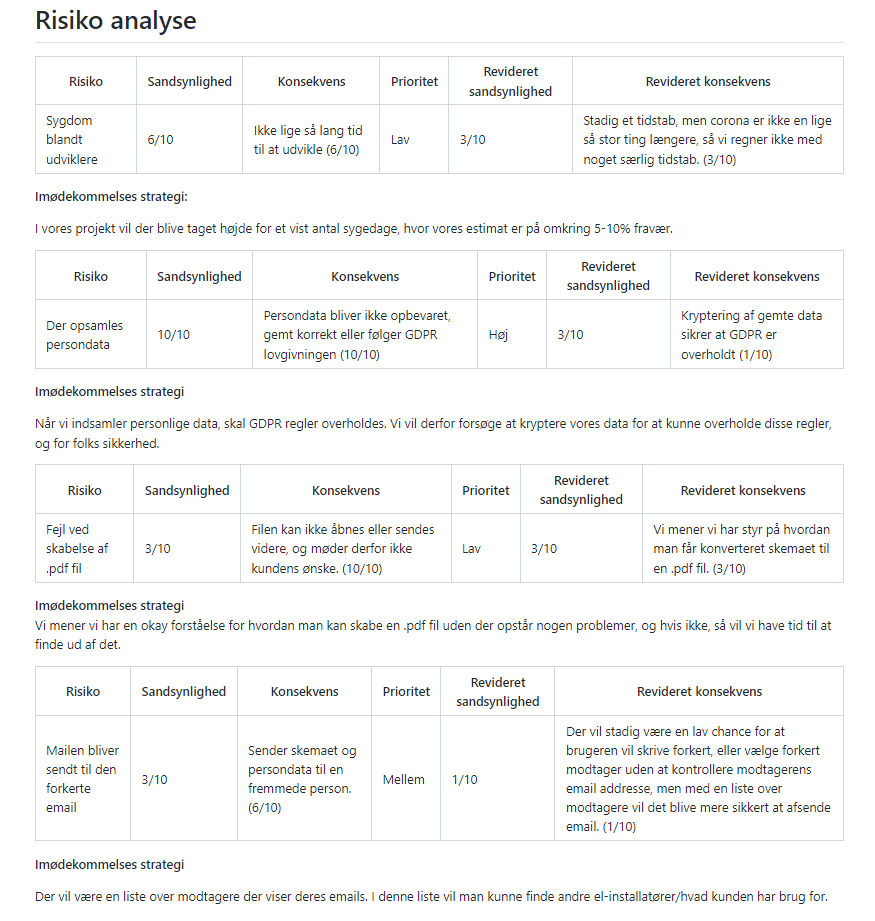 Risiko analyse
Risiko Sandsynlighed Konsekvens Prioritet Revideret sandsynlighed Revideret konsekvens
Sygdom blandt udviklere 6/10 Ikke lige så lang tid til at udvikle (6/10) Lav 3/10 Stadig et tidstab, men corona er ikke en lige så stor ting længere, så vi regner ikke med noget særlig tidstab. (3/10)
Imødekommelses strategi:
I vores projekt vil der blive taget højde for et vist antal sygedage, hvor vores estimat er på omkring 5-10% fravær.
Risiko Sandsynlighed Konsekvens Prioritet Revideret sandsynlighed Revideret konsekvens
Der opsamles persondata 10/10 Persondata bliver ikke opbevaret, gemt korrekt eller følger GDPR lovgivningen (10/10) Høj 3/10 Kryptering af gemte data sikrer at GDPR er overholdt (1/10)
Imødekommelses strategi
Når vi indsamler personlige data, skal GDPR regler overholdes. Vi vil derfor forsøge at kryptere vores data for at kunne overholde disse regler,
og for folks sikkerhed.
Risiko Sandsynlighed Konsekvens Prioritet Revideret sandsynlighed Revideret konsekvens
Fejl ved skabelse af .pdf fil 3/10 Filen kan ikke åbnes eller sendes videre, og møder derfor ikke kundens ønske. (10/10) Lav 3/10 Vi mener vi har styr på hvordan man får konverteret skemaet til en .pdf fil. (3/10)
Imødekommelses strategi
Vi mener vi har en okay forståelse for hvordan man kan skabe en .pdf fil uden der opstår nogen problemer, og hvis ikke, så vil vi have tid til at
finde ud af det.
Risiko Sandsynlighed Konsekvens Prioritet Revideret sandsynlighed Revideret konsekvens
Mailen bliver sendt til den forkerte email 3/10 Sender skemaet og persondata til en fremmede person. (6/10) Mellem 1/10 Der vil stadig være en lav chance for at brugeren vil skrive forkert, eller vælge forkert modtager uden at kontrollere modtagerens email addresse, men med en liste over modtagere vil det blive mere sikkert at afsende email. (1/10)
Imødekommelses strategi
Der vil være en liste over modtagere der viser deres emails. I denne liste vil man kunne finde andre el-installatører/hvad kunden har brug for.